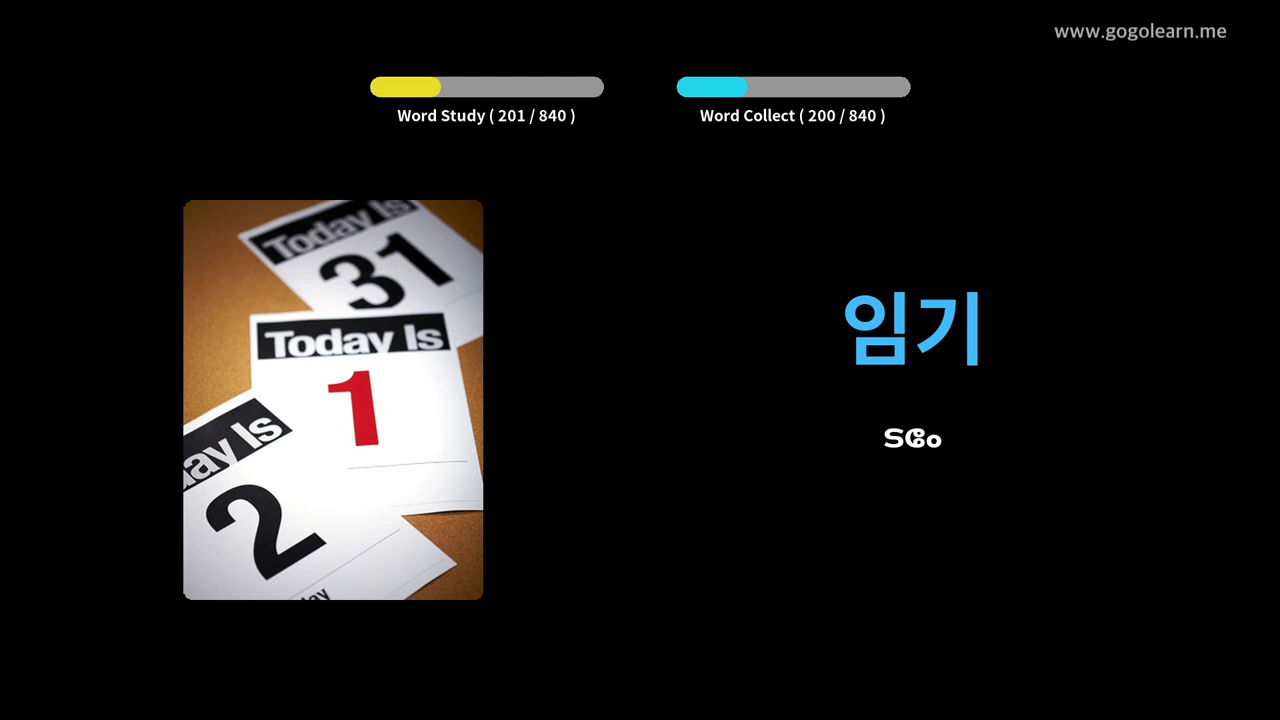 www.gogolearn.me
Word Study ( 201 / 840 )
Word Collect ( 200 / 840 )
Today Is
31
Today Is
1
ay Is
2
임기
ടേം